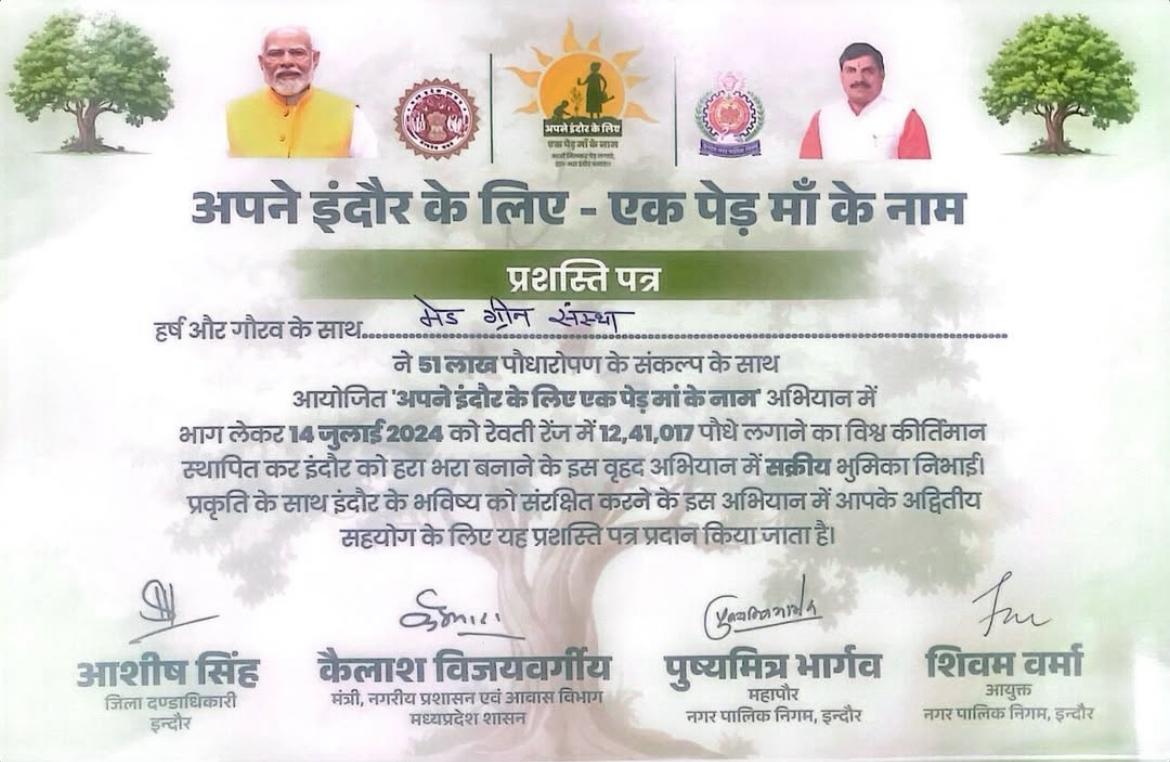 अपने इंदौर के लिए
एक पेड़ माँ के नाम
अपने इंदौर के लिए - एक पेड़ माँ के नाम
प्रशस्ति पत्र
हर्ष और गौरव के साथ मेड ग्रीन संस्था
ने 51 लाख पौधारोपण के संकल्प के साथ
आयोजित 'अपने इंदौर के लिए एक पेड़ मां के नाम' अभियान में
भाग लेकर 14 जुलाई 2024 को रेवती रेंज में 12,41,017 पौधे लगाने का विश्व कीर्तिमान
स्थापित कर इंदौर को हरा भरा बनाने के इस वृहद अभियान में सक्रीय भूमिका निभाई।
प्रकृति के साथ इंदौर के भविष्य को संरक्षित करने के इस अभियान में आपके अद्वितीय
सहयोग के लिए यह प्रशस्ति पत्र प्रदान किया जाता है।
आशीष सिंह
जिला दण्डाधिकारी
इन्दौर
कैलाश विजयवर्गीय
मंत्री, नगरीय प्रशासन एवं आवास विभाग
मध्यप्रदेश शासन
पुष्यमित्र भार्गव
महापौर
नगर पालिक निगम, इन्दौर
शिवम वर्मा
आयुक्त
नगर पालिक निगम, इन्दौर